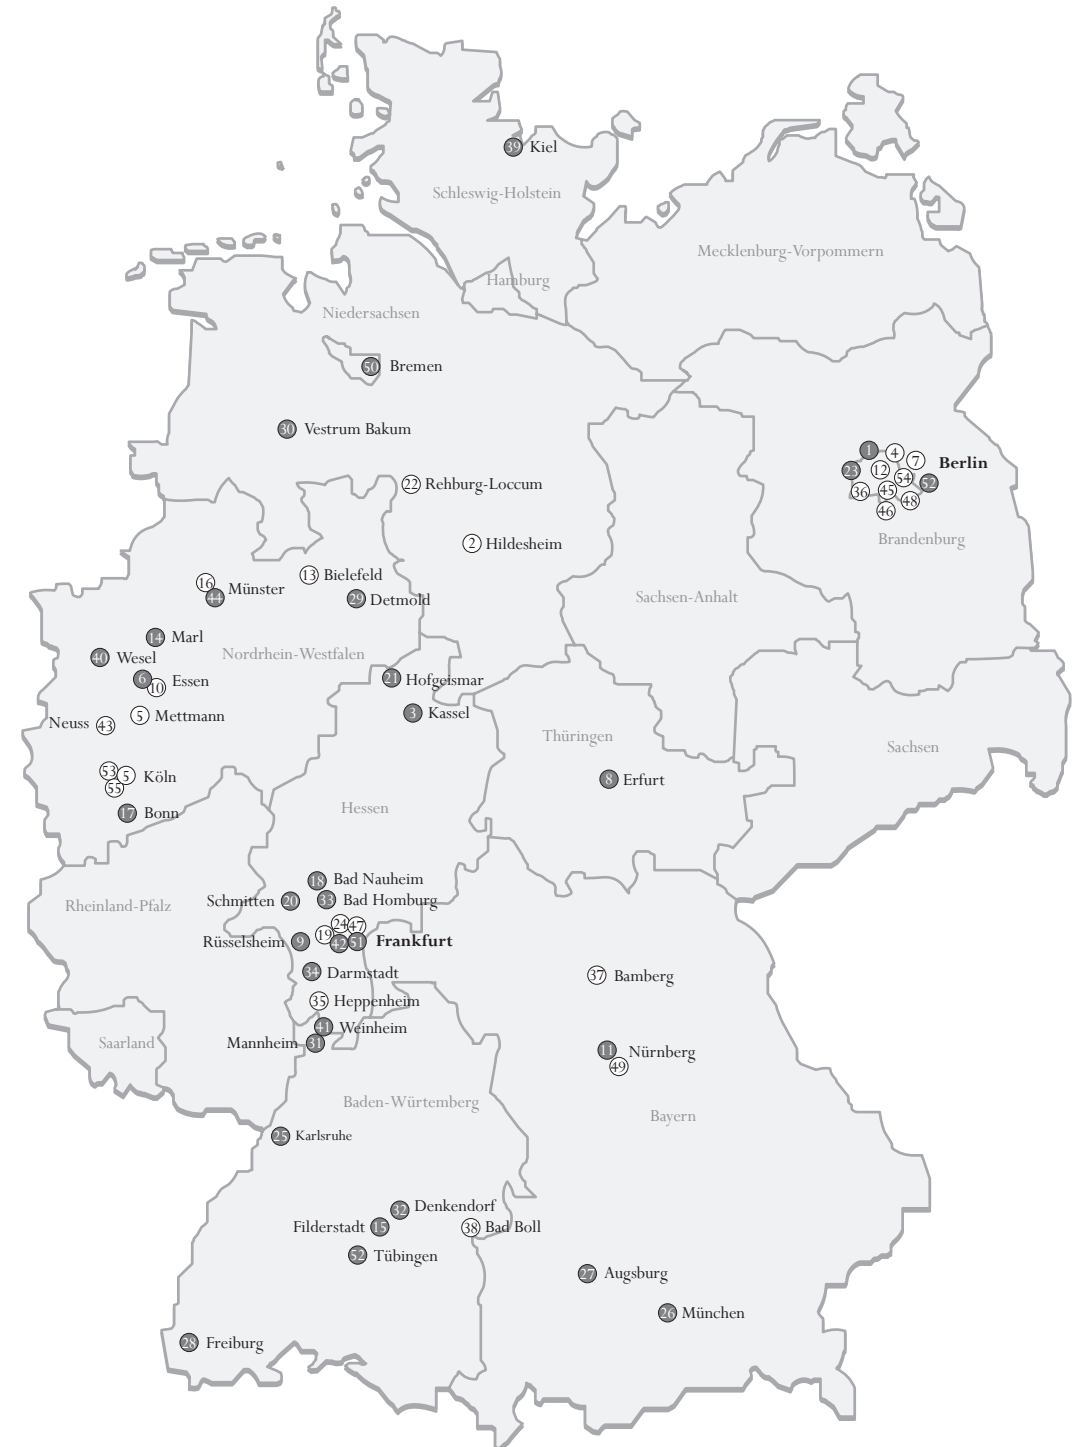 39 Kiel
Schleswig-Holstein
Mecklenburg-Vorpommern
Hamburg
Niedersachsen
50 Bremen
30 Vestrum Bakum
1
4
7
Berlin
23
12
54
52
36
45
48
46
22 Rehburg-Loccum
Brandenburg
2 Hildesheim
13 Bielefeld
16
44
Münster
29 Detmold
Sachsen-Anhalt
14 Marl
40 Wesel
Nordrhein-Westfalen
6
10
Essen
21 Hofgeismar
5 Mettmann
3 Kassel
Neuss 43
Thüringen
Sachsen
53
5
55
Köln
8 Erfurt
17 Bonn
Hessen
18 Bad Nauheim
Schmitten 20
33 Bad Homburg
Rheinland-Pfalz
24
47
19
Rüsselsheim 9
42
51
Frankfurt
34 Darmstadt
37 Bamberg
35 Heppenheim
41 Weinheim
Saarland
Mannheim 31
11
49
Nürnberg
Baden-Würtemberg
Bayern
25 Karlsruhe
32 Denkendorf
Filderstadt 15
38 Bad Boll
52 Tübingen
27 Augsburg
26 München
28 Freiburg